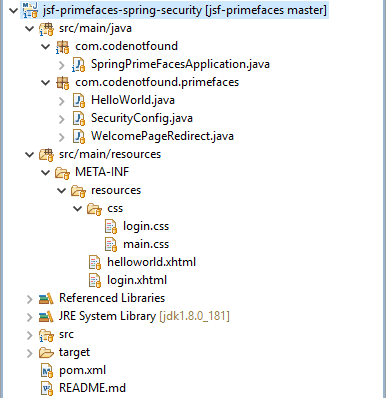 jsf-primefaces-spring-security [jsf-primefaces master]
src/main/java
com.codenotfound
SpringPrimeFacesApplication.java
com.codenotfound.primefaces
HelloWorld.java
SecurityConfig.java
WelcomePageRedirect.java
src/main/resources
META-INF
resources
css
login.css
main.css
helloworld.xhtml
login.xhtml
Referenced Libraries
JRE System Library [jdk1.8.0_181]
src
target
pom.xml
README.md